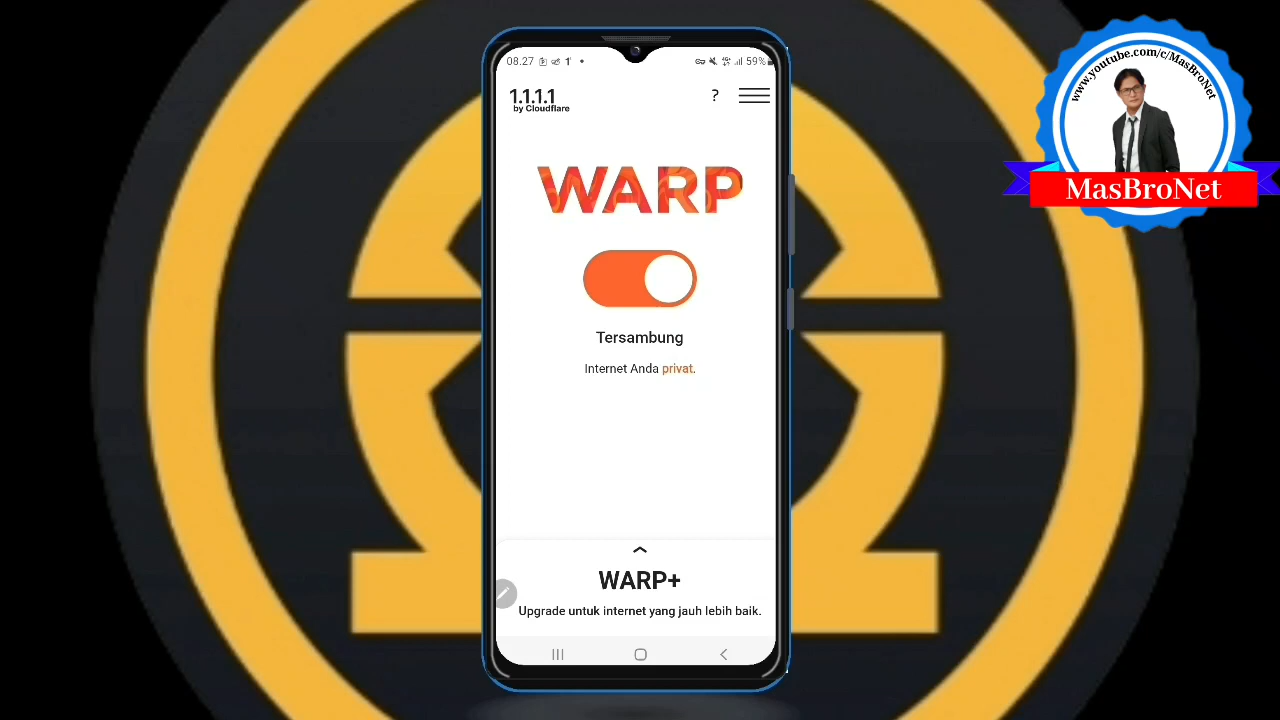 08.27
59%
1.1.1.1
by Cloudflare
?
WARP
Tersambung
Internet Anda privat.
WARP+
Upgrade untuk internet yang jauh lebih baik.
www.youtube.com/c/MasBroNet
MasBroNet